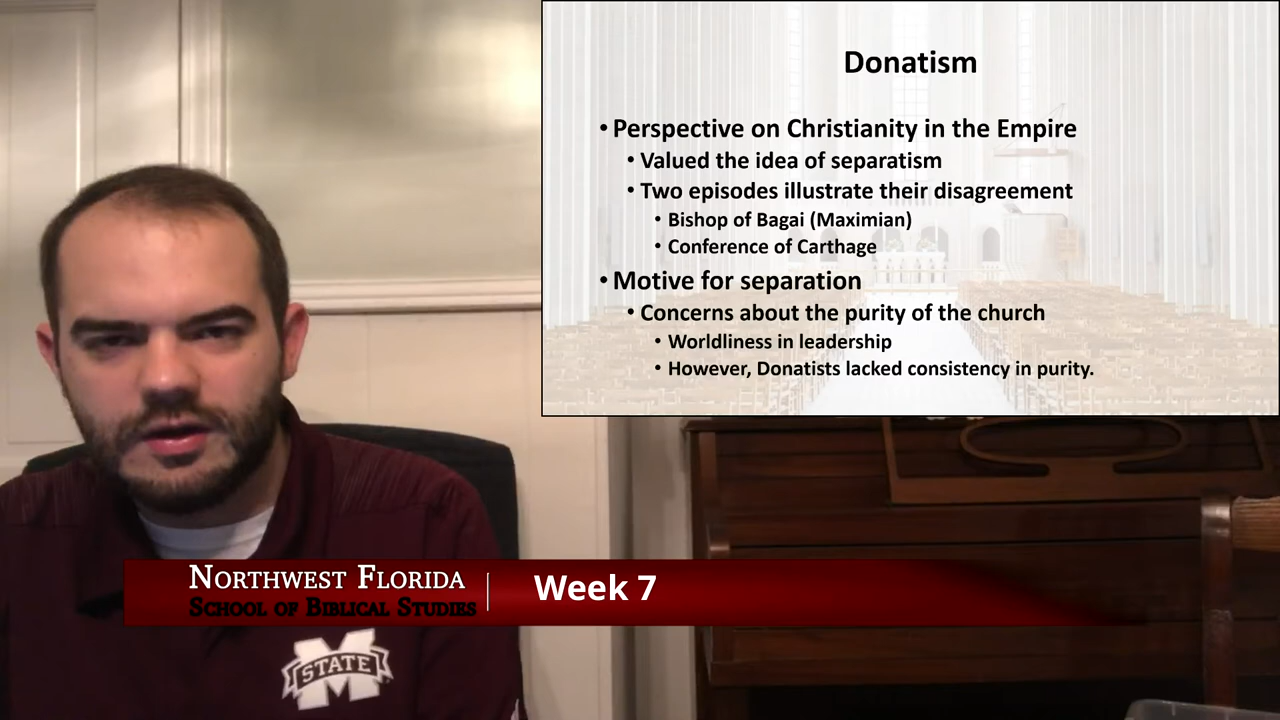 Donatism
• Perspective on Christianity in the Empire
• Valued the idea of separatism
• Two episodes illustrate their disagreement
• Bishop of Bagai (Maximian)
• Conference of Carthage
• Motive for separation
• Concerns about the purity of the church
• Worldliness in leadership
• However, Donatists lacked consistency in purity.
Northwest Florida
School of Biblical Studies
Week 7
M
STATE